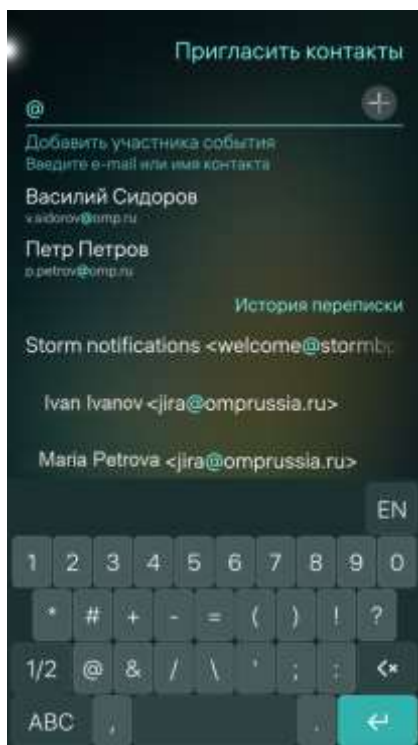 Пригласить контакты
@
Добавить участника события
Введите e-mail или имя контакта
Василий Сидоров
v.sidorov@omp.ru
Петр Петров
p.petrov@omp.ru
История переписки
Storm notifications <welcome@stormbp
Ivan Ivanov <jira@omprussia.ru>
Maria Petrova <jira@omprussia.ru>
EN
1 2 3 4 5 6 7 8 9 0
* # + - = ( ) ! ?
1/2 @ & / \ ' ; :
ABC , .